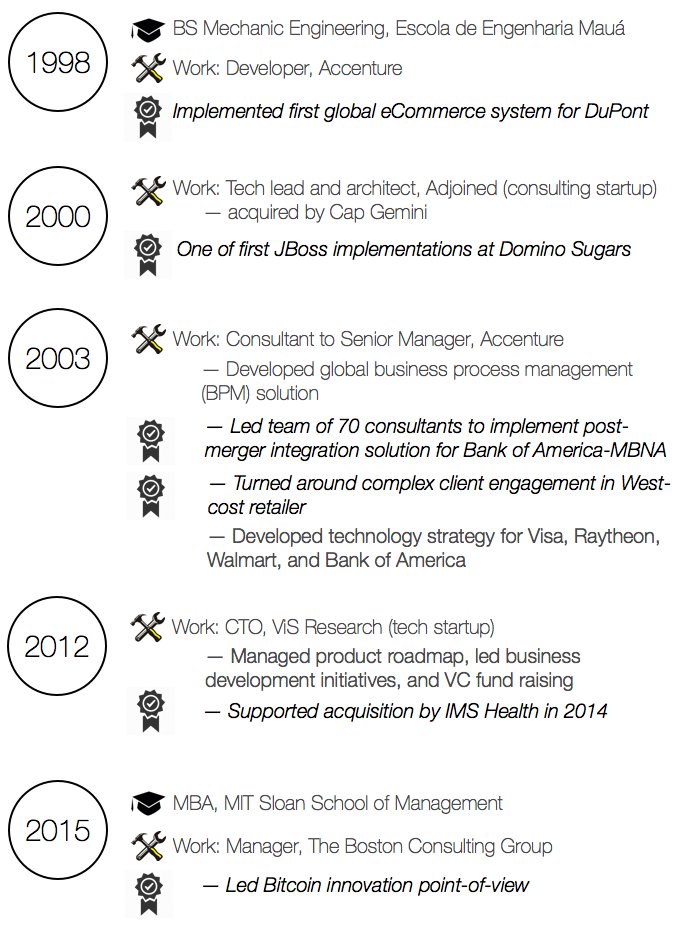 1998
BS Mechanic Engineering, Escola de Engenharia Mauá
Work: Developer, Accenture
Implemented first global eCommerce system for DuPont
2000
Work: Tech lead and architect, Adjoined (consulting startup)
— acquired by Cap Gemini
One of first JBoss implementations at Domino Sugars
2003
Work: Consultant to Senior Manager, Accenture
— Developed global business process management
(BPM) solution
— Led team of 70 consultants to implement post-
merger integration solution for Bank of America-MBNA
— Turned around complex client engagement in West-
cost retailer
— Developed technology strategy for Visa, Raytheon,
Walmart, and Bank of America
2012
Work: CTO, ViS Research (tech startup)
— Managed product roadmap, led business
development initiatives, and VC fund raising
— Supported acquisition by IMS Health in 2014
2015
MBA, MIT Sloan School of Management
Work: Manager, The Boston Consulting Group
— Led Bitcoin innovation point-of-view